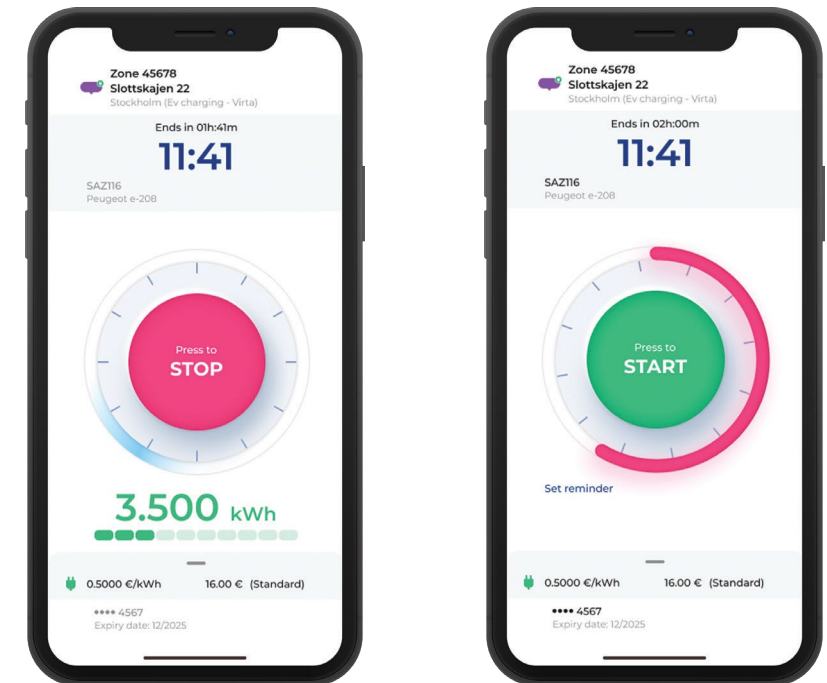 Zone 45678
Slottskajen 22
Stockholm (Ev charging - Virta)
Ends in 01h:41m
11:41
SAZ116
Peugeot e-208
Press to
STOP
3.500 kWh
0.5000 €/kWh 16.00 € (Standard)
•••• 4567
Expiry date: 12/2025
Zone 45678
Slottskajen 22
Stockholm (Ev charging - Virta)
Ends in 02h:00m
11:41
SAZ116
Peugeot e-208
Press to
START
Set reminder
0.5000 €/kWh 16.00 € (Standard)
•••• 4567
Expiry date: 12/2025